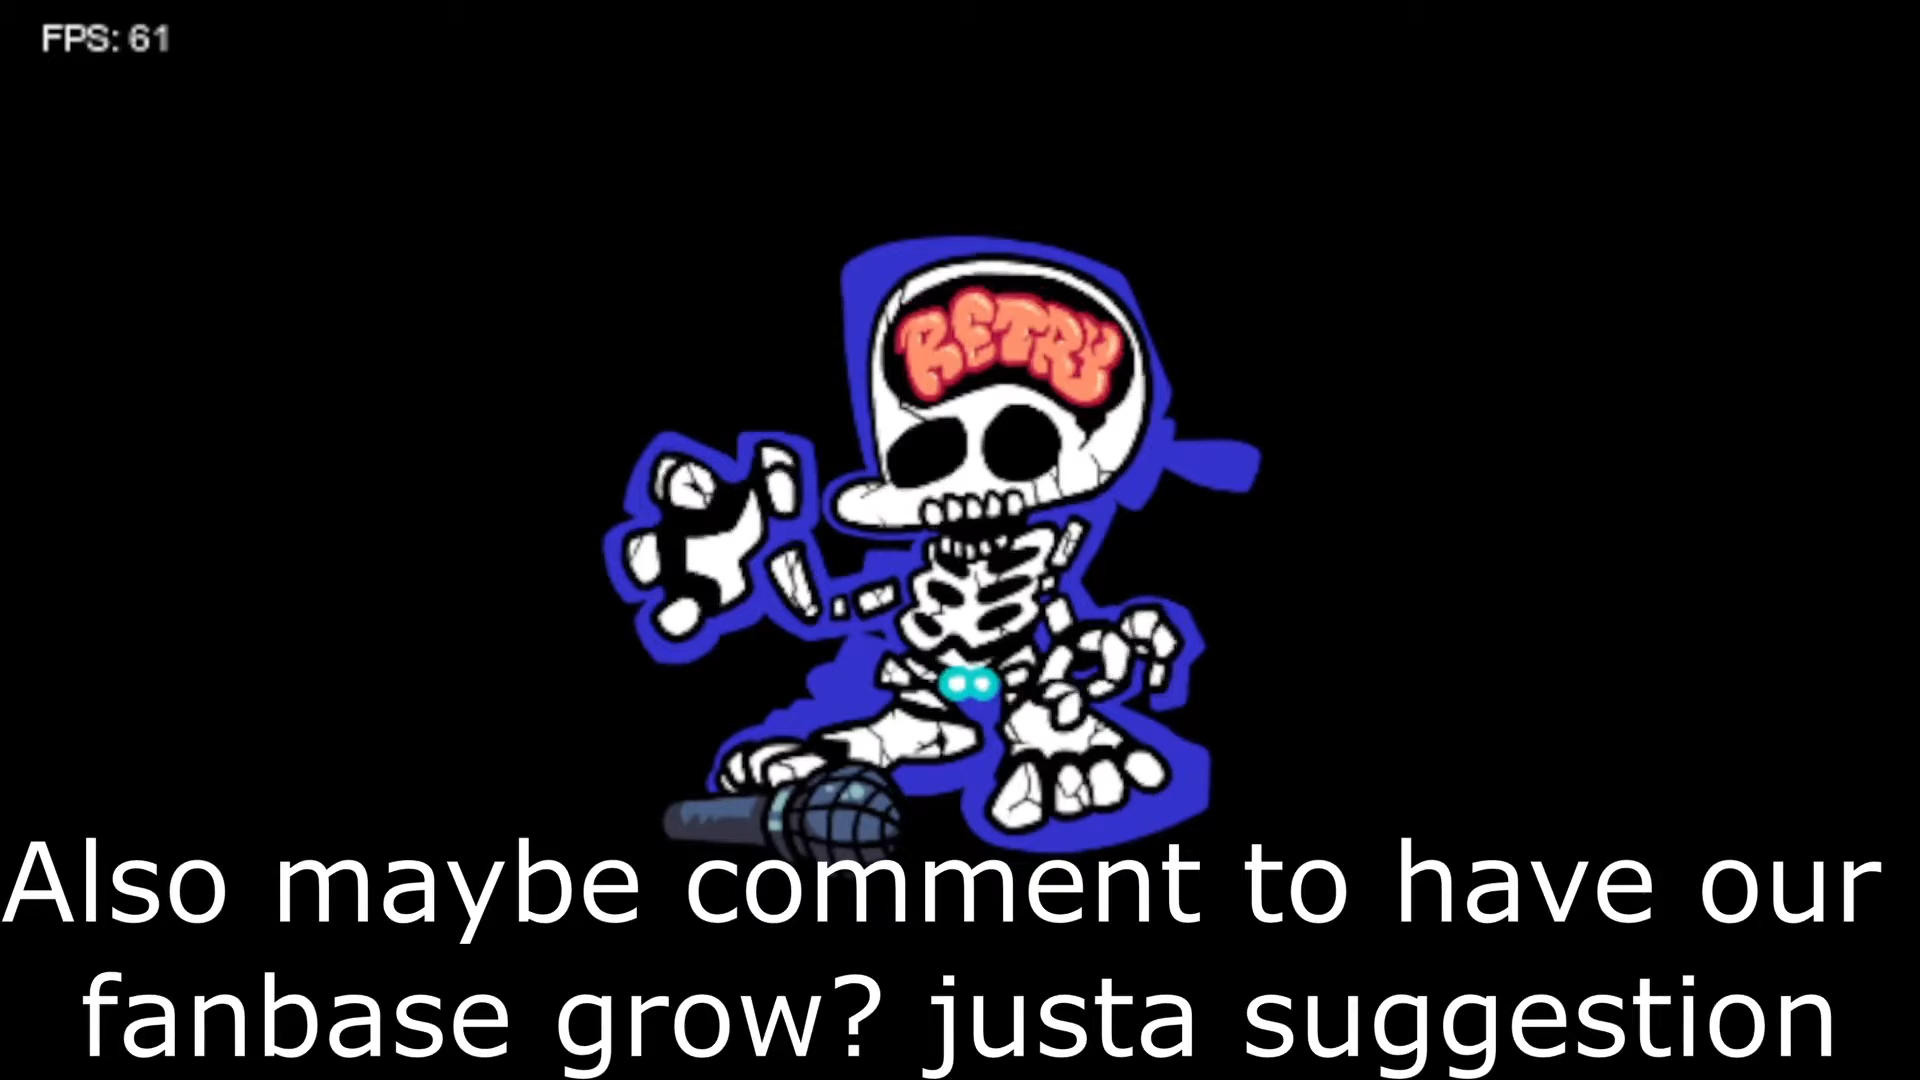 FPS: 61
RETRY
Also maybe comment to have our
fanbase grow? justa suggestion